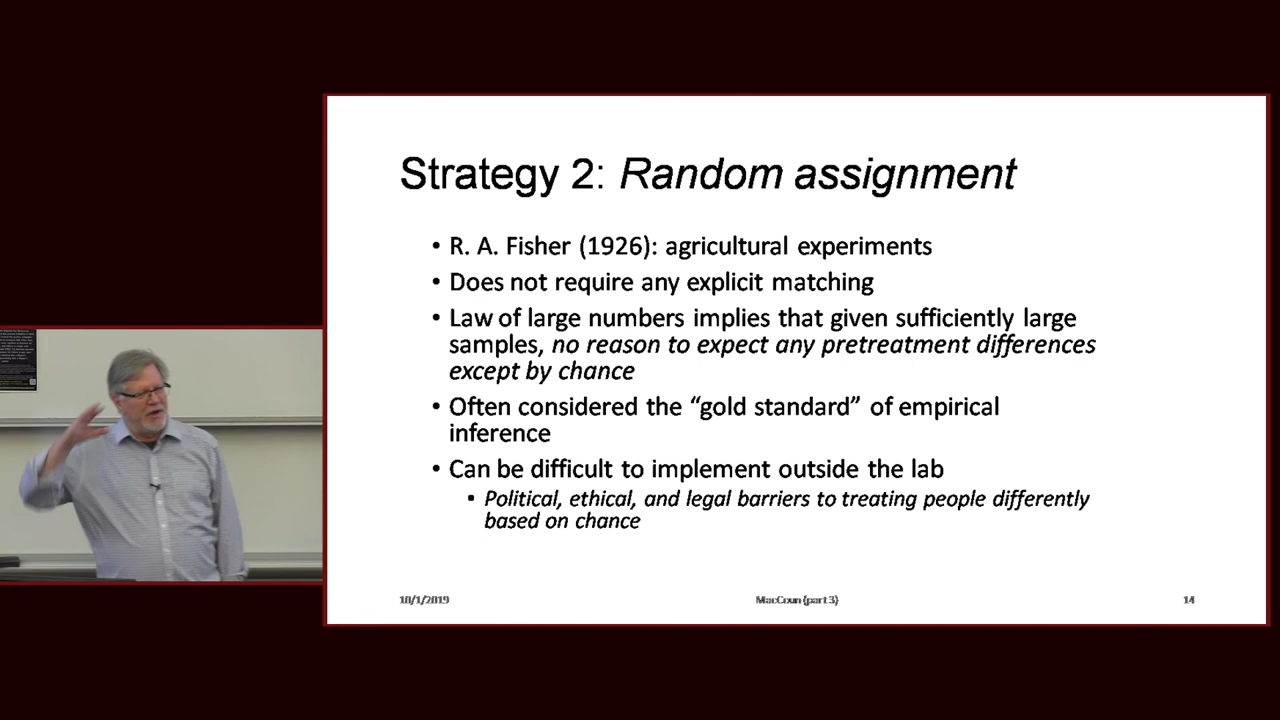 Strategy 2: Random assignment
• R. A. Fisher (1926): agricultural experiments
• Does not require any explicit matching
• Law of large numbers implies that given sufficiently large
samples, no reason to expect any pretreatment differences
except by chance
• Often considered the “gold standard” of empirical
inference
• Can be difficult to implement outside the lab
• Political, ethical, and legal barriers to treating people differently
based on chance
10/1/2019
MacCoun (part 3)
14